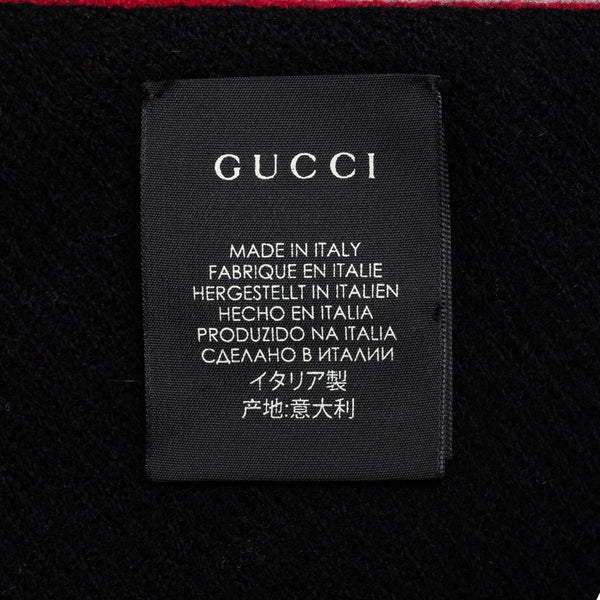 GUCCI
MADE IN ITALY
FABRIQUE EN ITALIE
HERGESTELLT IN ITALIEN
HECHO EN ITALIA
PRODUZIDO NA ITALIA
СДЕЛАНО В ИТАЛИИ
イタリア製
产地:意大利